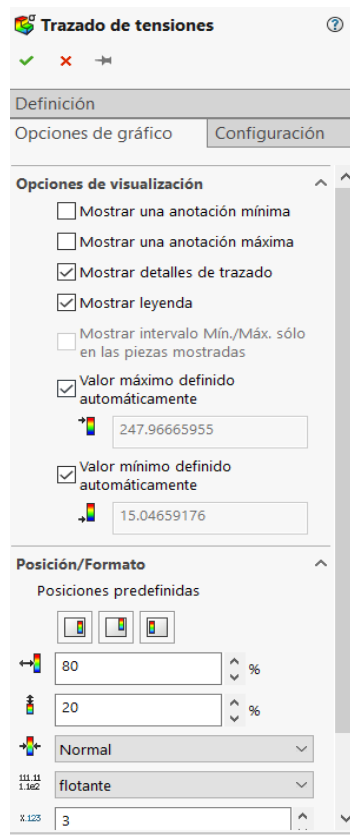 Trazado de tensiones
Definición
Opciones de gráfico
Configuración
Opciones de visualización
Mostrar una anotación mínima
Mostrar una anotación máxima
Mostrar detalles de trazado
Mostrar leyenda
Mostrar intervalo Mín./Máx. sólo
en las piezas mostradas
Valor máximo definido
automáticamente
247.96665955
Valor mínimo definido
automáticamente
15.04659176
Posición/Formato
Posiciones predefinidas
80 %
20 %
Normal
111.11
1.1e2
flotante
X.123
3